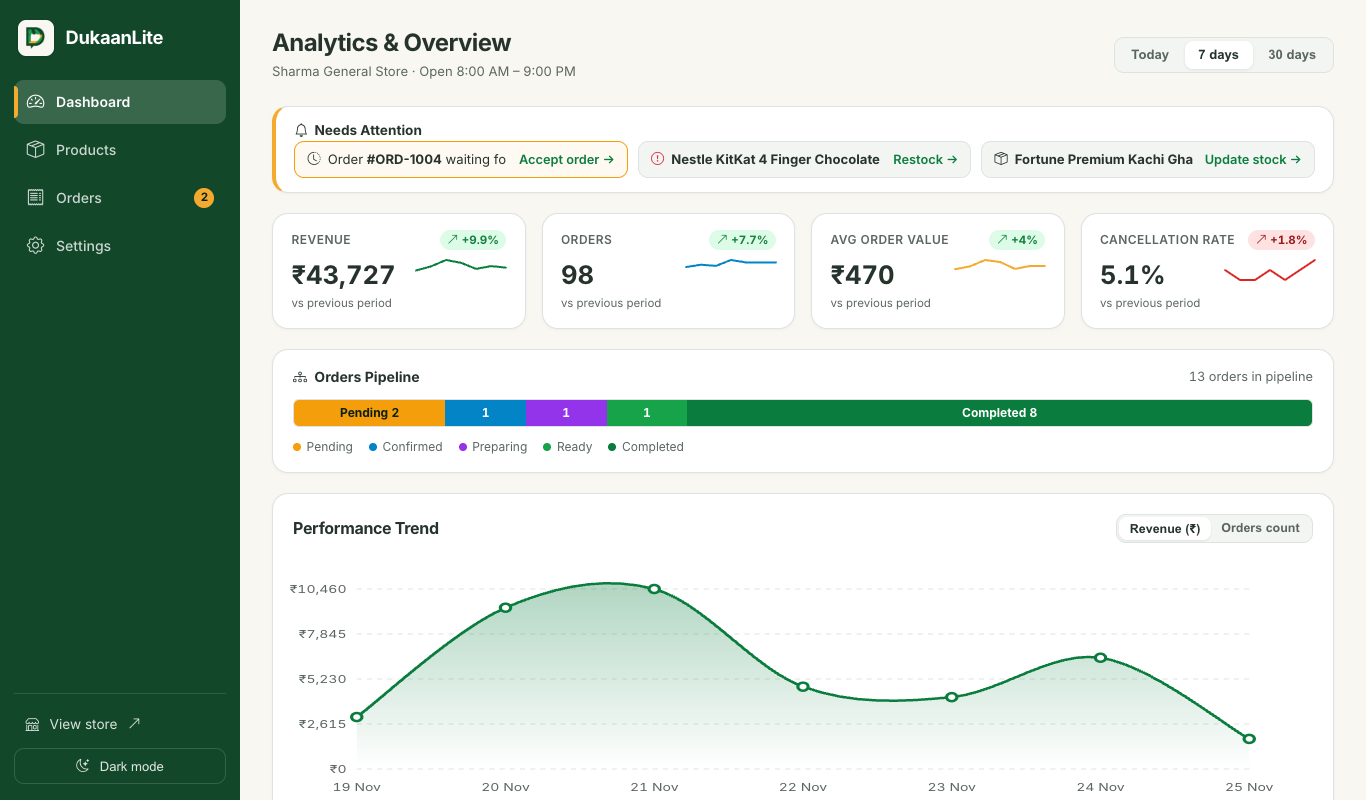 DukaanLite
Dashboard
Products
Orders 2
Settings
View store ↗
Dark mode
Analytics & Overview
Sharma General Store · Open 8:00 AM – 9:00 PM
Today 7 days 30 days
Needs Attention
Order #ORD-1004 waiting fo Accept order →
Nestle KitKat 4 Finger Chocolate Restock →
Fortune Premium Kachi Gha Update stock →
REVENUE ↗ +9.9%
₹43,727
vs previous period
ORDERS ↗ +7.7%
98
vs previous period
AVG ORDER VALUE ↗ +4%
₹470
vs previous period
CANCELLATION RATE ↗ +1.8%
5.1%
vs previous period
Orders Pipeline 13 orders in pipeline
Pending 2 1 1 1 Completed 8
Pending Confirmed Preparing Ready Completed
Performance Trend Revenue (₹) Orders count
₹10,460
₹7,845
₹5,230
₹2,615
₹0
19 Nov 20 Nov 21 Nov 22 Nov 23 Nov 24 Nov 25 Nov